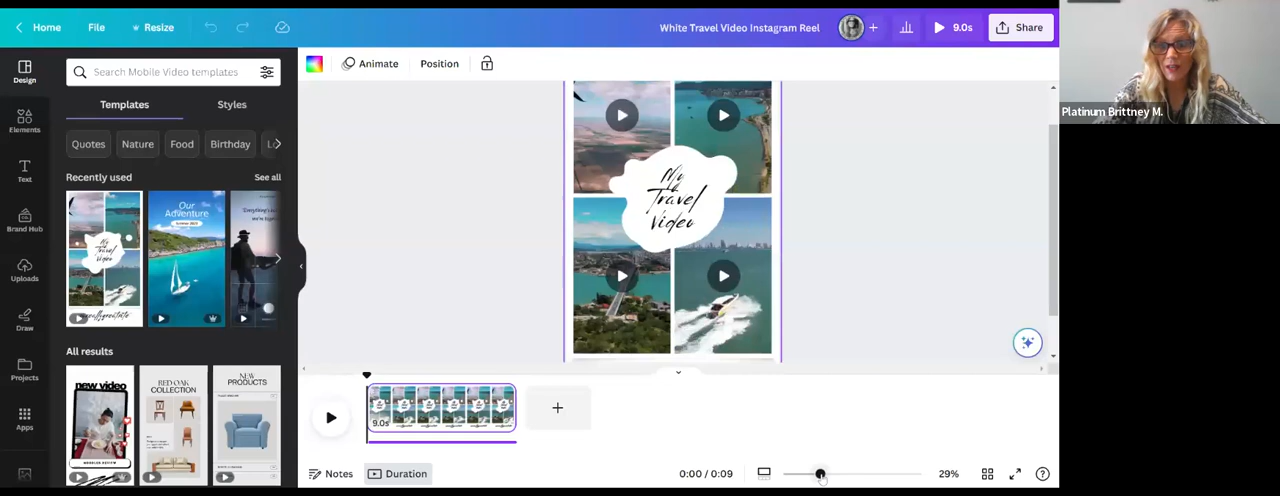 Home
File
Resize
White Travel Video Instagram Reel
9.0s
Share
Design
Search Mobile Video templates
Animate
Position
Templates
Styles
Elements
Quotes
Nature
Food
Birthday
Text
Recently used
See all
Brand Hub
Our
Adventure
My
Travel
Video
Uploads
Draw
All results
Projects
new video
RED OAK
COLLECTION
NEW
PRODUCTS
Apps
My
Travel
Video
9.0s
Notes
Duration
0:00 / 0:09
29%
Platinum Brittney M.